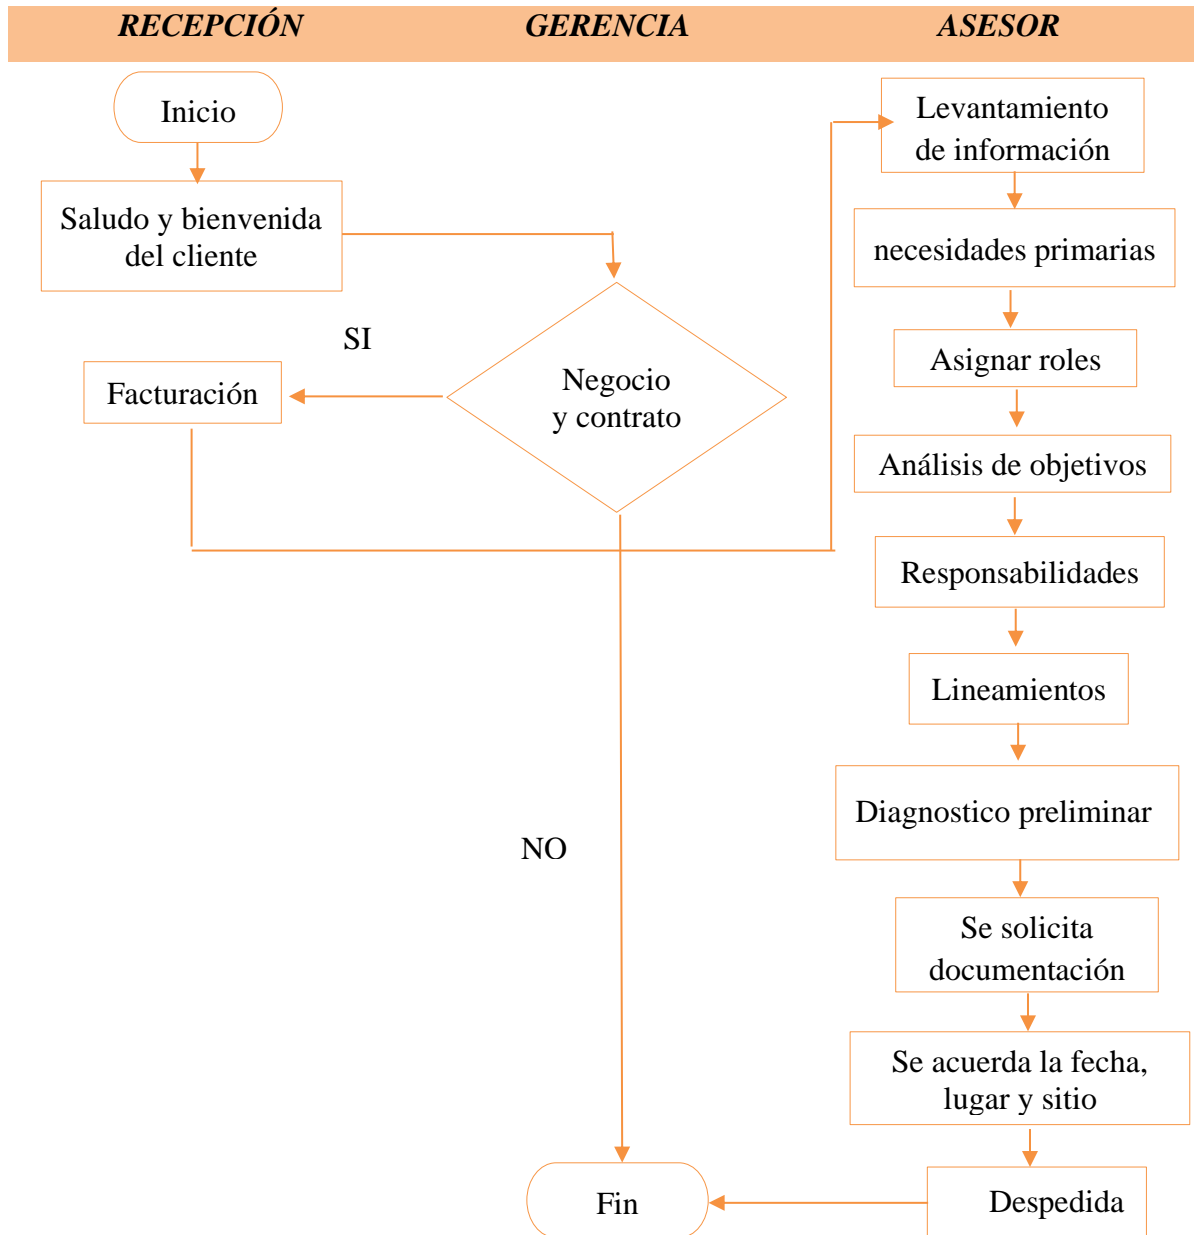 RECEPCIÓN
GERENCIA
ASESOR
Inicio
Saludo y bienvenida
del cliente
SI
Facturación
Negocio
y contrato
NO
Levantamiento
de información
necesidades primarias
Asignar roles
Análisis de objetivos
Responsabilidades
Lineamientos
Diagnostico preliminar
Se solicita
documentación
Se acuerda la fecha,
lugar y sitio
Despedida
Fin